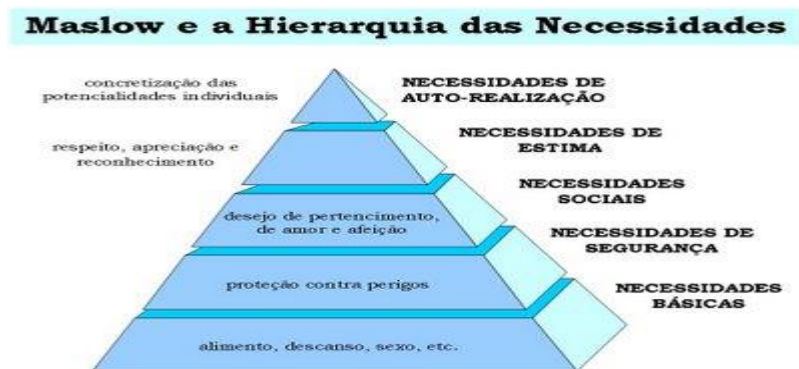 Maslow e a Hierarquia das Necessidades
concretização das
potencialidades individuais
NECESSIDADES DE
AUTO-REALIZAÇÃO
respeito, apreciação e
reconhecimento
NECESSIDADES DE
ESTIMA
desejo de pertencimento,
de amor e afeição
NECESSIDADES
SOCIAIS
proteção contra perigos
NECESSIDADES DE
SEGURANÇA
alimento, descanso, sexo, etc.
NECESSIDADES
BÁSICAS